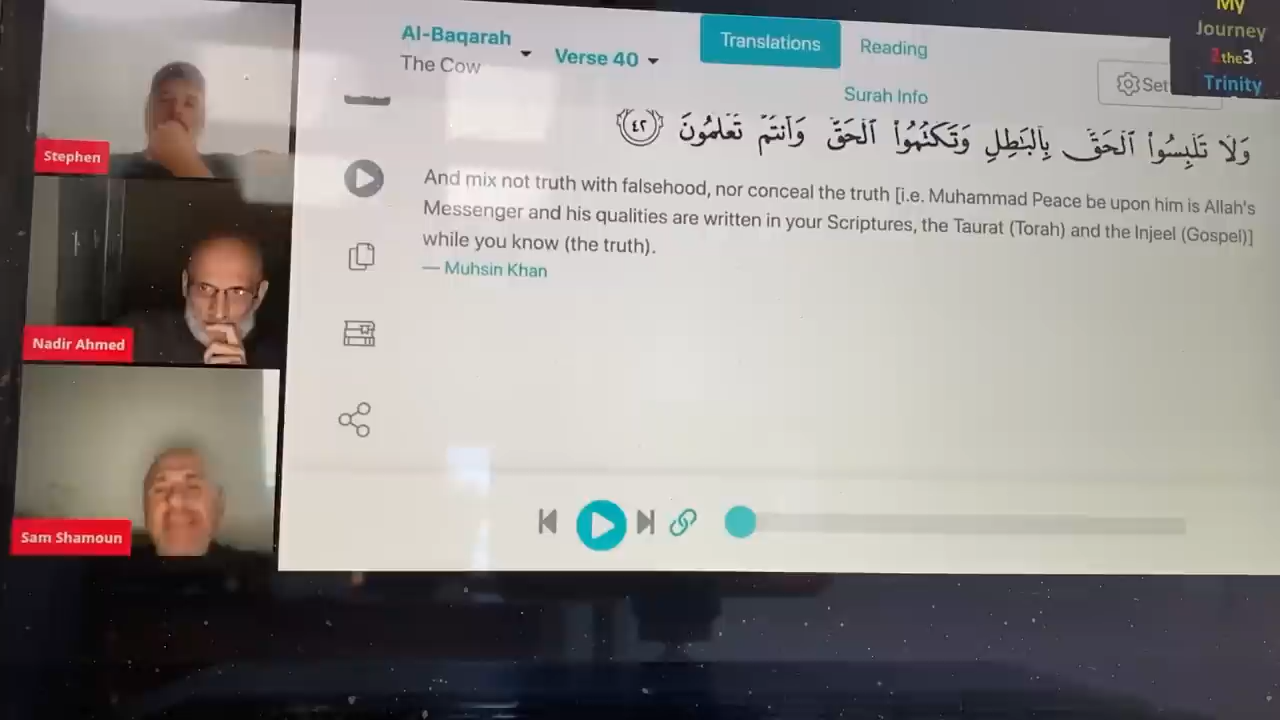 My
Journey
2the3
Trinity
Al-Baqarah
The Cow
Verse 40
Translations
Reading
Surah Info
Set
وَلَا تَلْبِسُوا۟ ٱلْحَقَّ بِٱلْبَـٰطِلِ وَتَكْتُمُوا۟ ٱلْحَقَّ وَأَنتُمْ تَعْلَمُونَ ٤٢
And mix not truth with falsehood, nor conceal the truth [i.e. Muhammad Peace be upon him is Allah's
Messenger and his qualities are written in your Scriptures, the Taurat (Torah) and the Injeel (Gospel)]
while you know (the truth).
— Muhsin Khan
Stephen
Nadir Ahmed
Sam Shamoun